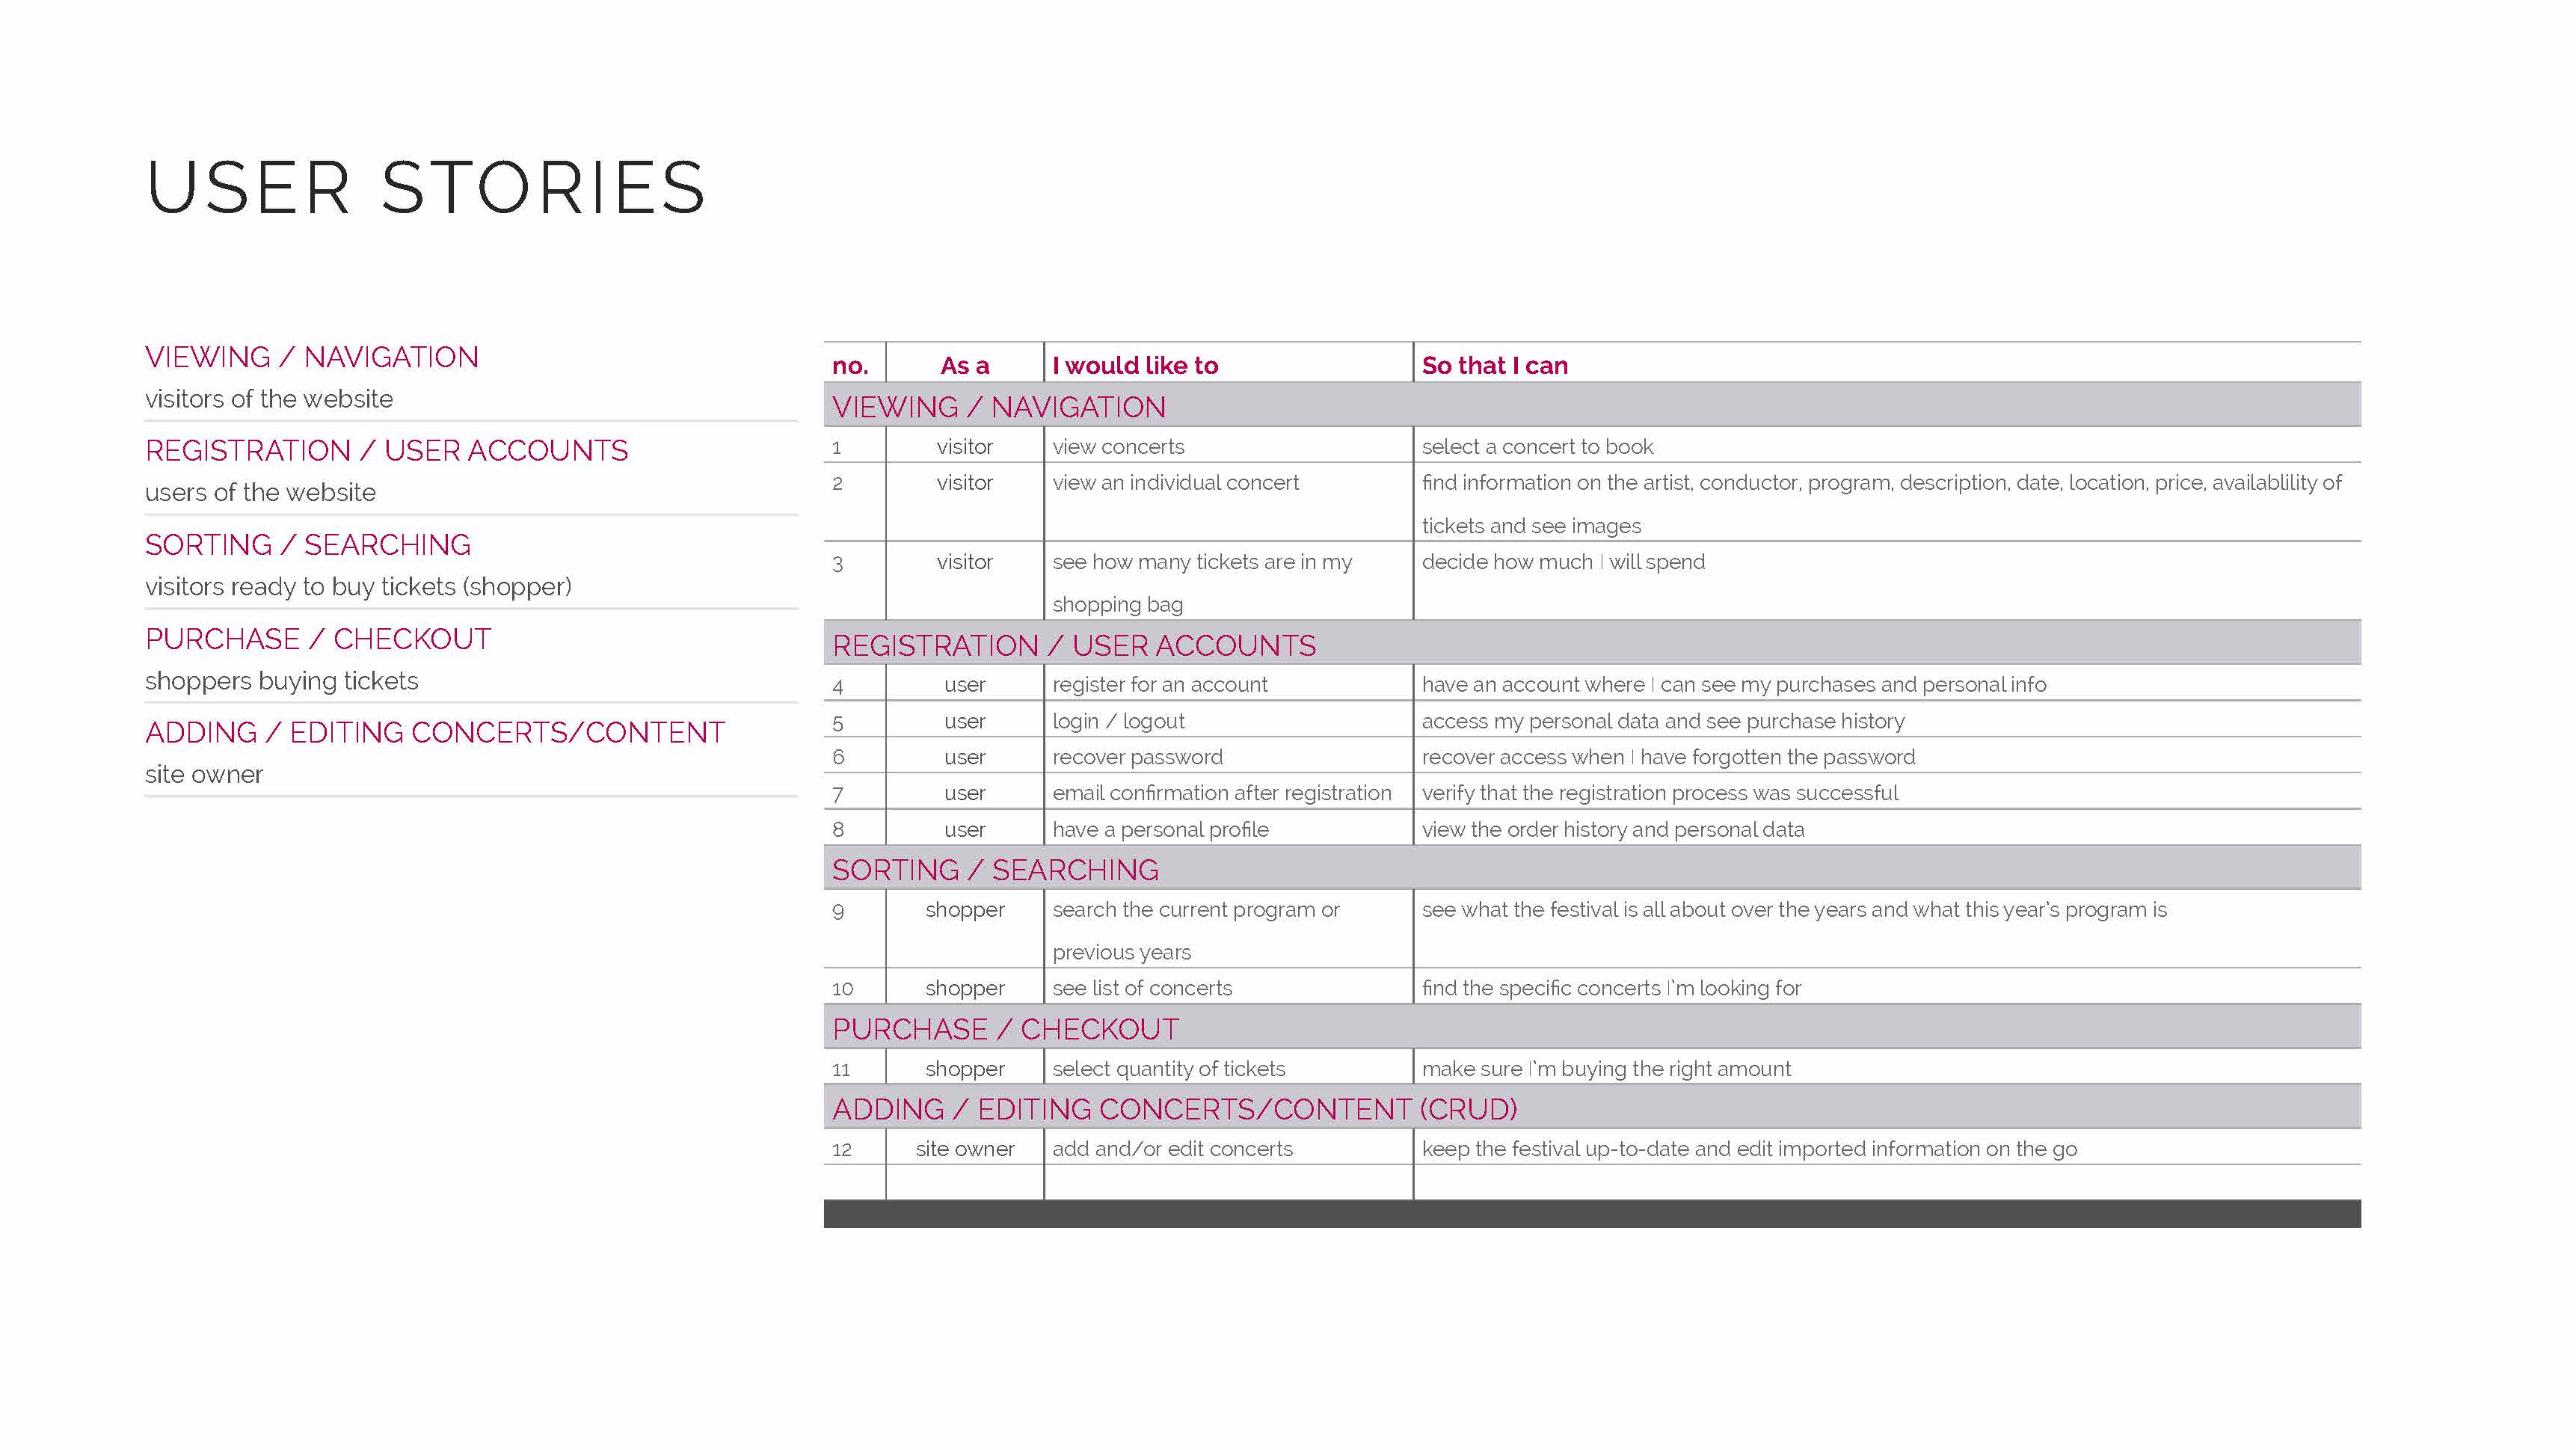 USER STORIES
VIEWING / NAVIGATION
visitors of the website
REGISTRATION / USER ACCOUNTS
users of the website
SORTING / SEARCHING
visitors ready to buy tickets (shopper)
PURCHASE / CHECKOUT
shoppers buying tickets
ADDING / EDITING CONCERTS/CONTENT
site owner
no. As a I would like to So that I can
VIEWING / NAVIGATION
1 visitor view concerts select a concert to book
2 visitor view an individual concert find information on the artist, conductor, program, description, date, location, price, availablility of
tickets and see images
3 visitor see how many tickets are in my decide how much I will spend
shopping bag
REGISTRATION / USER ACCOUNTS
4 user register for an account have an account where I can see my purchases and personal info
5 user login / logout access my personal data and see purchase history
6 user recover password recover access when I have forgotten the password
7 user email confirmation after registration verify that the registration process was successful
8 user have a personal profile view the order history and personal data
SORTING / SEARCHING
9 shopper search the current program or see what the festival is all about over the years and what this year's program is
previous years
10 shopper see list of concerts find the specific concerts I'm looking for
PURCHASE / CHECKOUT
11 shopper select quantity of tickets make sure I'm buying the right amount
ADDING / EDITING CONCERTS/CONTENT (CRUD)
12 site owner add and/or edit concerts keep the festival up-to-date and edit imported information on the go